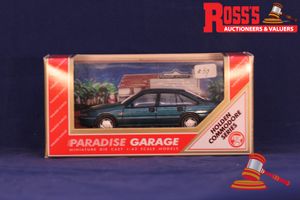 ROSS'S
AUCTIONEERS & VALUERS
PARADISE GARAGE
MINIATURE DIE CAST 1:43 SCALE MODELS
HOLDEN
COMMODORE
SERIES